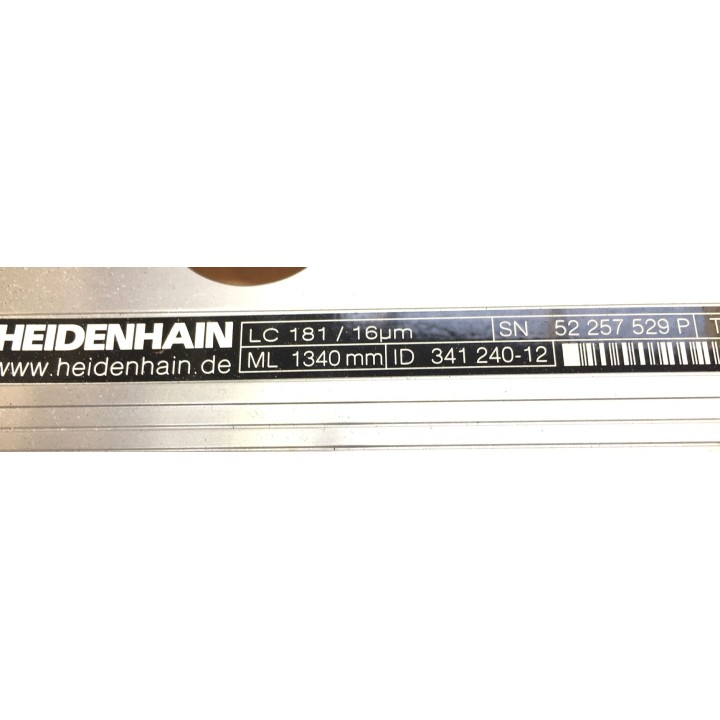 HEIDENHAIN LC 181 / 16µm SN 52 257 529 P T
www.heidenhain.de ML 1340 mm ID 341 240-12